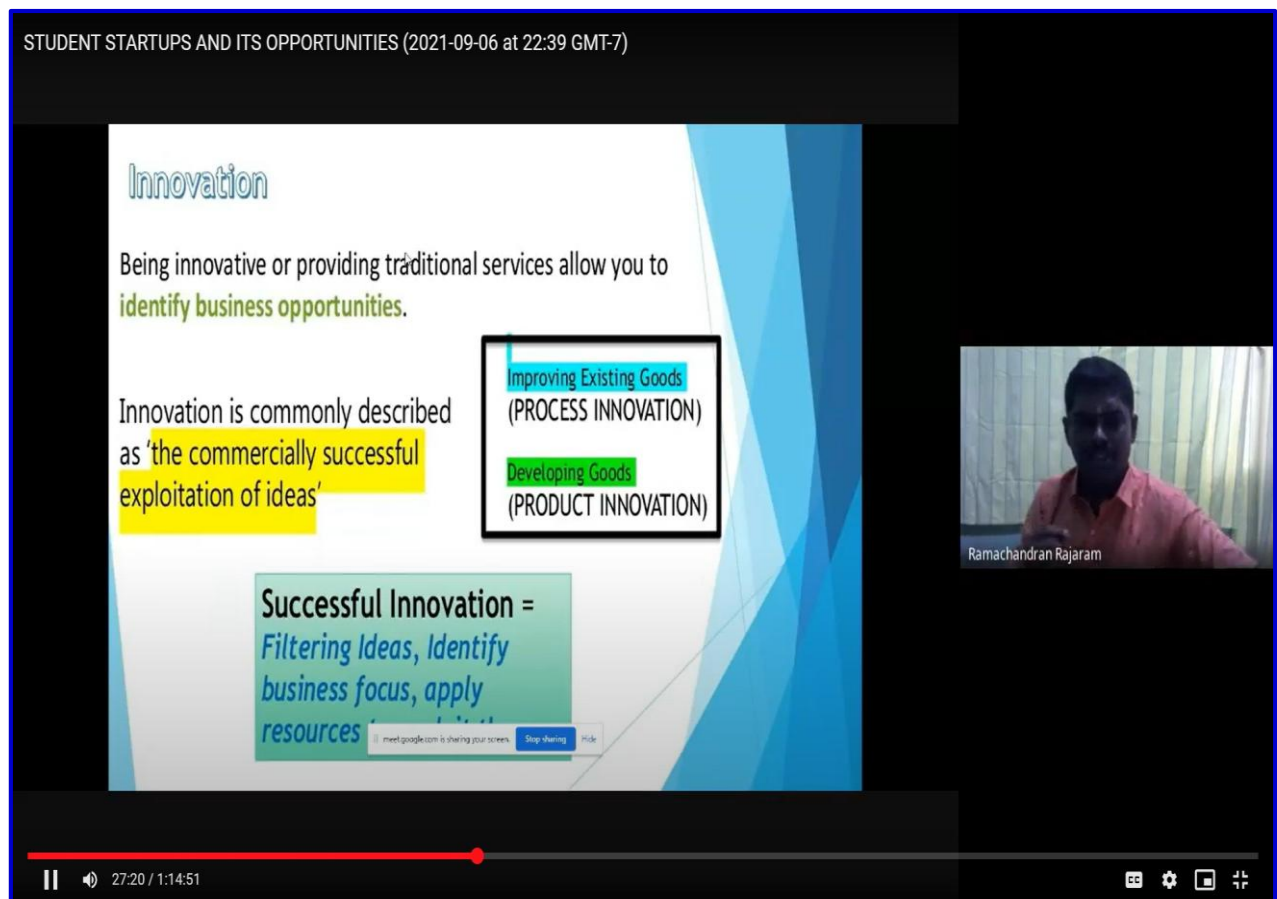 STUDENT STARTUPS AND ITS OPPORTUNITIES (2021-09-06 at 22:39 GMT-7)
Innovation
Being innovative or providing traditional services allow you to
identify business opportunities.
Innovation is commonly described
as ‘the commercially successful
exploitation of ideas’
Improving Existing Goods
(PROCESS INNOVATION)
Developing Goods
(PRODUCT INNOVATION)
Successful Innovation =
Filtering Ideas, Identify
business focus, apply
resources
meet.google.com is sharing your screen. Stop sharing Hide
Ramachandran Rajaram
27:20 / 1:14:51
CC